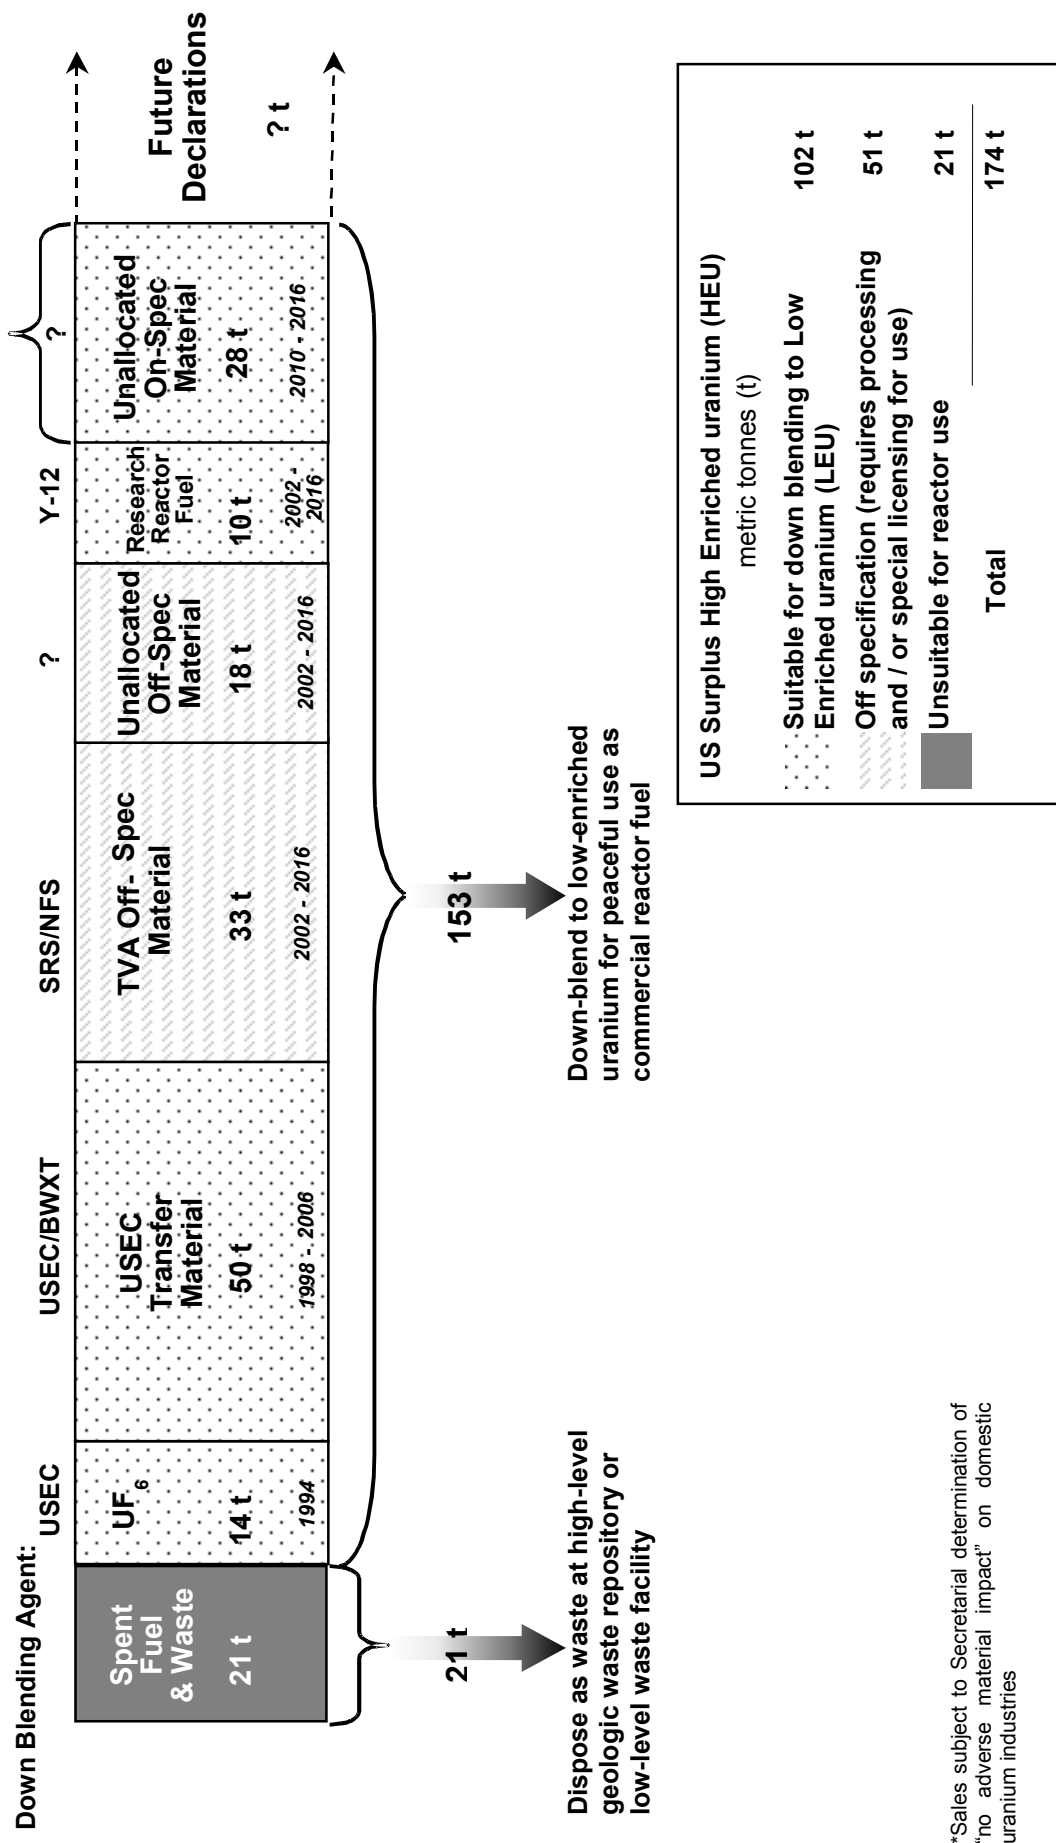 Down Blending Agent:
USEC
USEC/BWXT
SRS/NFS
?
Y-12
?
Spent
Fuel
& Waste
21 t
UF6
14 t
1994
USEC
Transfer
Material
50 t
1998 - 2006
TVA Off- Spec
Material
33 t
2002 - 2016
Unallocated
Off-Spec
Material
18 t
2002 - 2016
Research
Reactor
Fuel
10 t
2002 -
2016
Unallocated
On-Spec
Material
28 t
2010 - 2016
Future
Declarations
? t
21 t
Dispose as waste at high-level
geologic waste repository or
low-level waste facility
153 t
Down-blend to low-enriched
uranium for peaceful use as
commercial reactor fuel
US Surplus High Enriched uranium (HEU)
metric tonnes (t)
Suitable for down blending to Low
Enriched uranium (LEU) 102 t
Off specification (requires processing
and / or special licensing for use) 51 t
Unsuitable for reactor use 21 t
Total 174 t
*Sales subject to Secretarial determination of
"no adverse material impact” on domestic
uranium industries